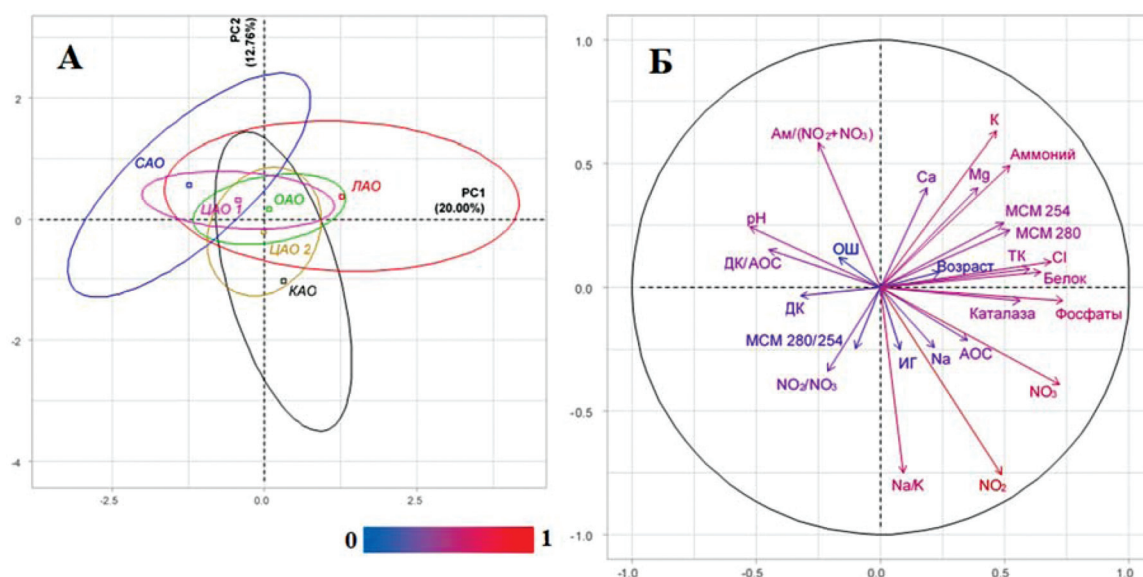 А
PC2
(12.76%)
2
0
-2
-4
САО
ЦАО 1
ОАО
ЛАО
ЦАО 2
КАО
PC1
(20.00%)
-2.5
0.0
2.5
0
1
Б
1.0
0.5
0.0
-0.5
-1.0
Ам/(NO2+NO3)
К
Аммоний
Ca
Mg
pH
МСМ 254
МСМ 280
ОШ
ТК
Cl
ДК/АОС
Возраст
Белок
ДК
Каталаза
Фосфаты
МСМ 280/254
ИГ
Na
АОС
NO2/NO3
NO3
Na/K
NO2
-1.0
-0.5
0.0
0.5
1.0